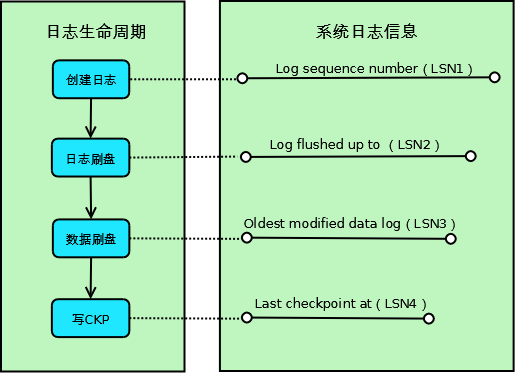 日志生命周期
系统日志信息
创建日志
Log sequence number ( LSN1 )
日志刷盘
Log flushed up to ( LSN2 )
数据刷盘
Oldest modified data log ( LSN3 )
写CKP
Last checkpoint at ( LSN4 )